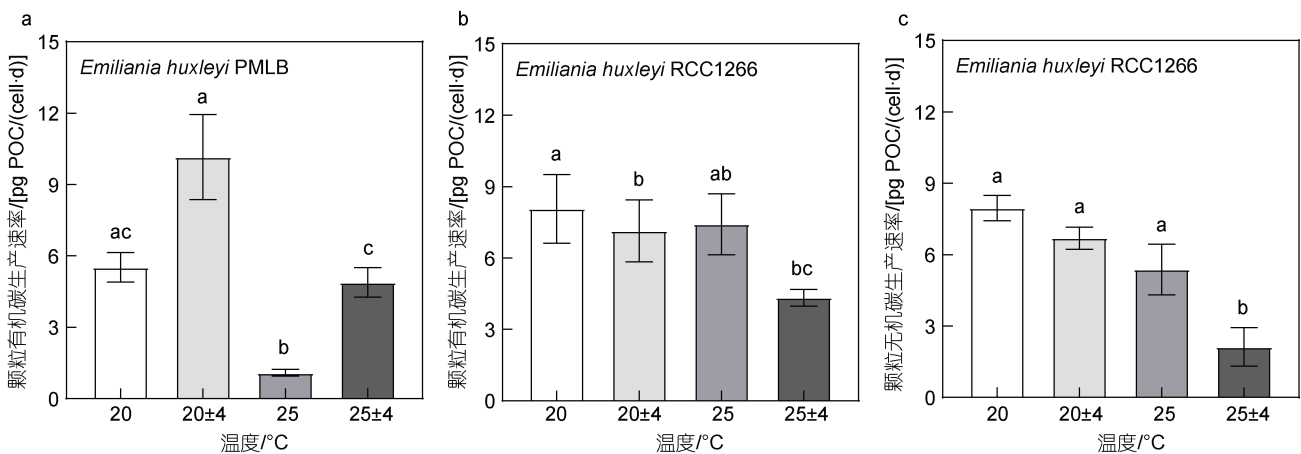 a
Emiliania huxleyi PMLB
颗粒有机碳生产速率/[pg POC/(cell·d)]
15
12
9
6
3
0
ac
a
b
c
20
20±4
25
25±4
温度/°C
b
Emiliania huxleyi RCC1266
颗粒有机碳生产速率/[pg POC/(cell·d)]
15
12
9
6
3
0
a
b
ab
bc
20
20±4
25
25±4
温度/°C
c
Emiliania huxleyi RCC1266
颗粒无机碳生产速率/[pg POC/(cell·d)]
15
12
9
6
3
0
a
a
a
b
20
20±4
25
25±4
温度/°C